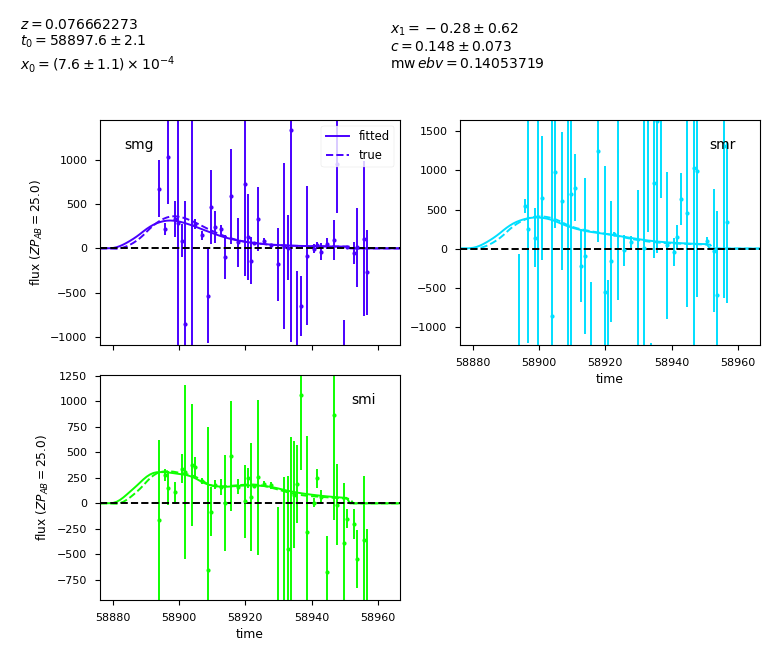 z = 0.076662273
t₀ = 58897.6 ± 2.1
x₀ = (7.6 ± 1.1) × 10⁻⁴
x₁ = −0.28 ± 0.62
c = 0.148 ± 0.073
mw ebv = 0.14053719
smg
fitted
true
1000
500
0
−500
−1000
flux (ZP_AB = 25.0)
smr
1500
1000
500
0
−500
−1000
58880 58900 58920 58940 58960
time
smi
1250
1000
750
500
250
0
−250
−500
−750
flux (ZP_AB = 25.0)
58880 58900 58920 58940 58960
time